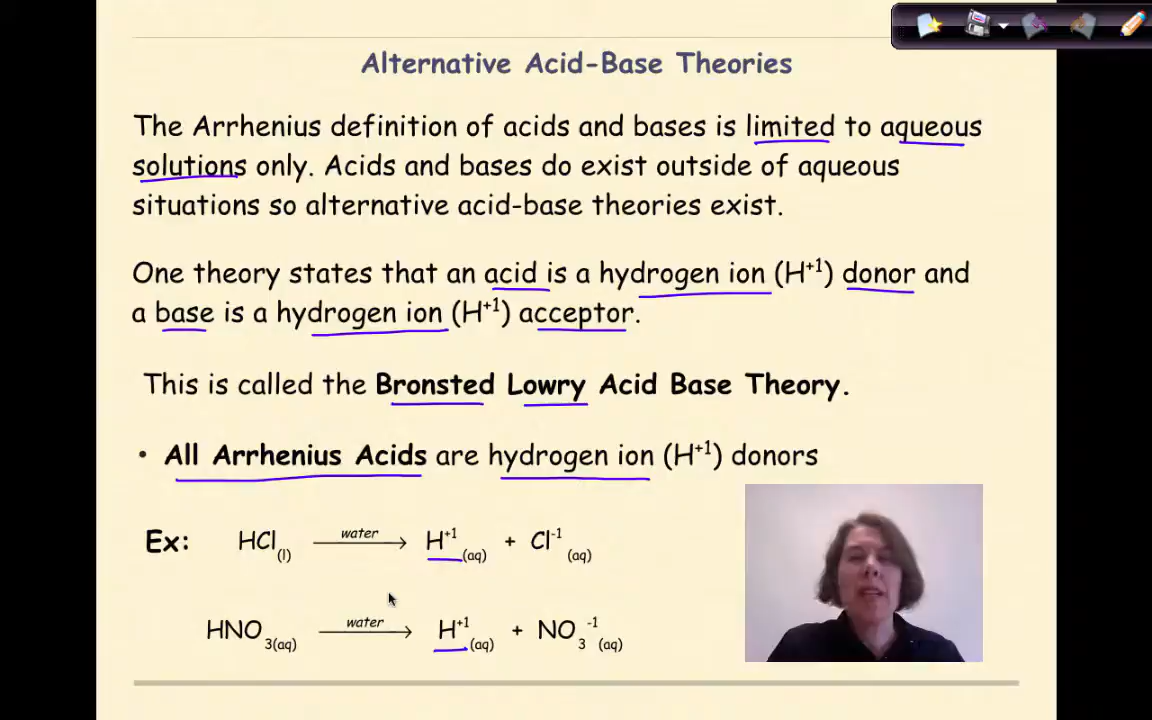 Alternative Acid-Base Theories
The Arrhenius definition of acids and bases is limited to aqueous
solutions only. Acids and bases do exist outside of aqueous
situations so alternative acid-base theories exist.
One theory states that an acid is a hydrogen ion (H⁺¹) donor and
a base is a hydrogen ion (H⁺¹) acceptor.
This is called the Bronsted Lowry Acid Base Theory.
• All Arrhenius Acids are hydrogen ion (H⁺¹) donors
Ex: HCl(l) —water→ H⁺¹(aq) + Cl⁻¹(aq)
HNO₃(aq) —water→ H⁺¹(aq) + NO₃⁻¹(aq)